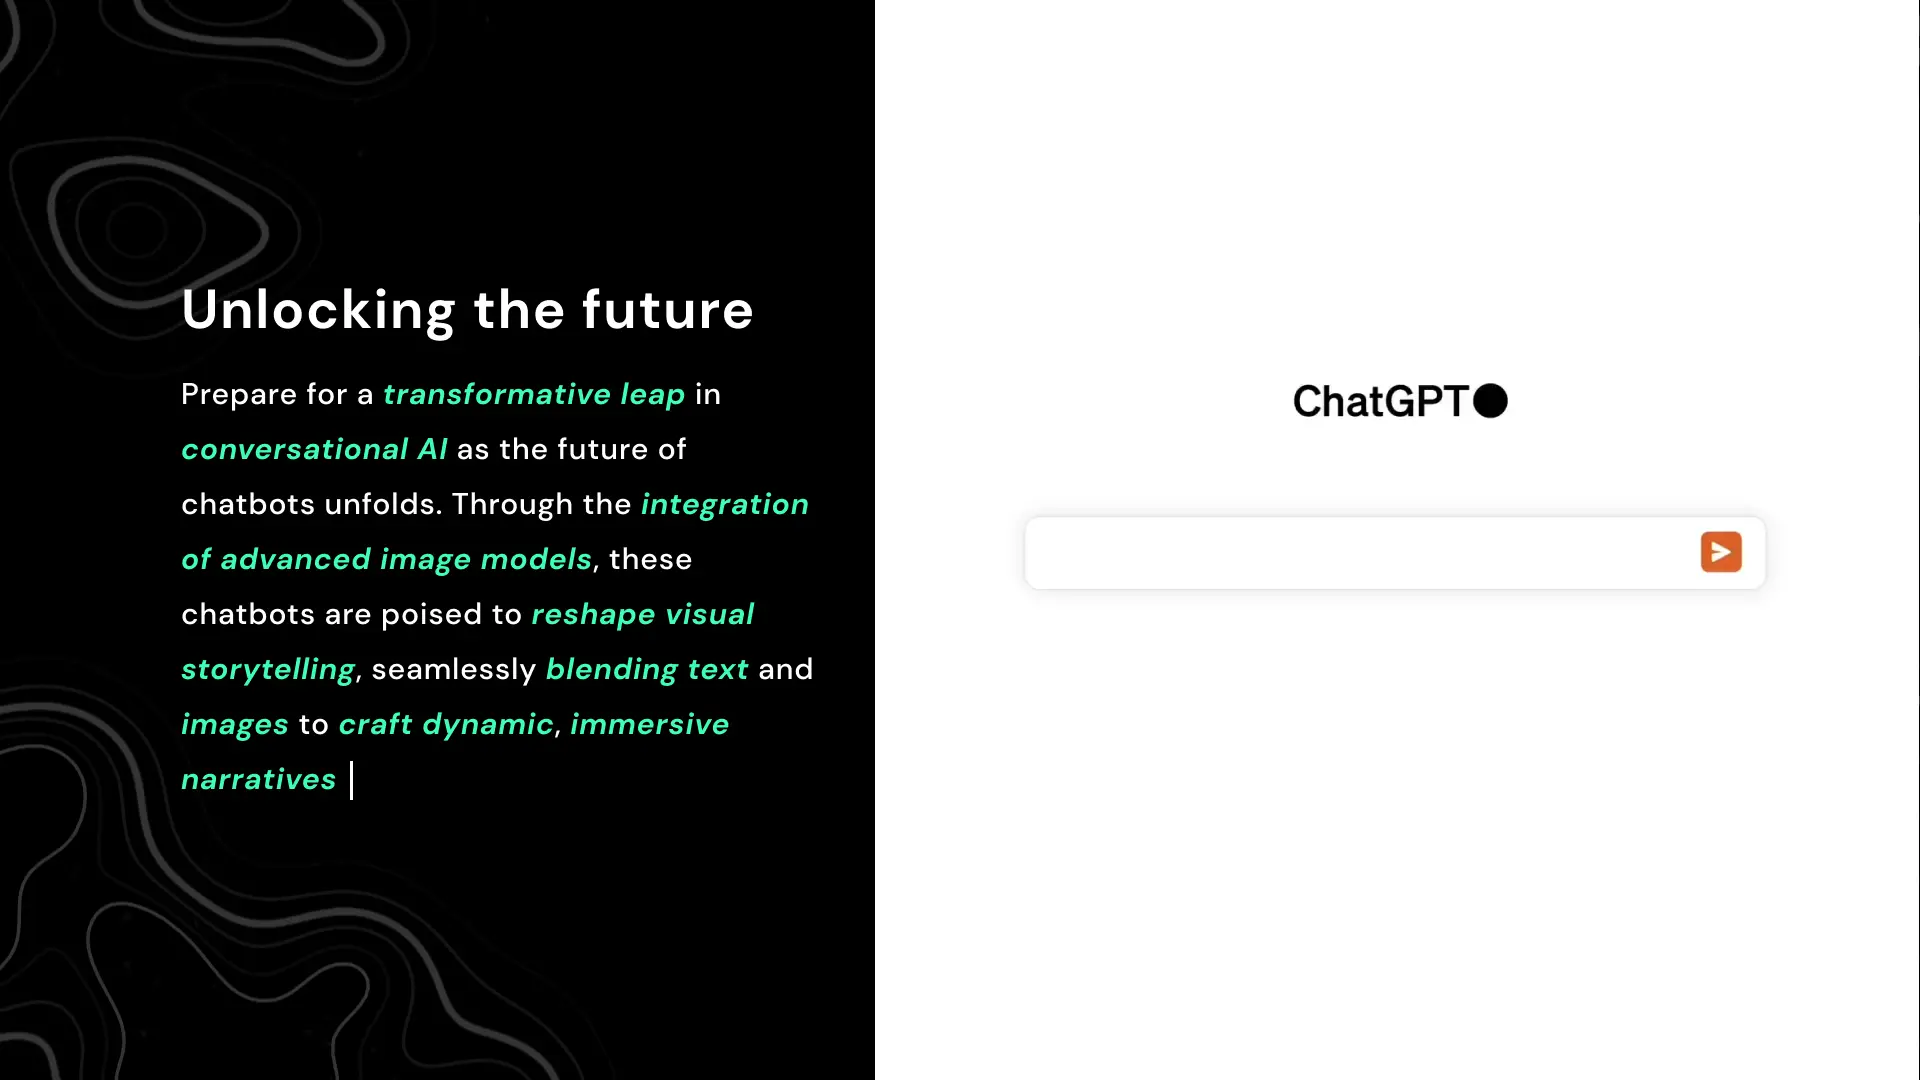 Unlocking the future
Prepare for a transformative leap in
conversational AI as the future of
chatbots unfolds. Through the integration
of advanced image models, these
chatbots are poised to reshape visual
storytelling, seamlessly blending text and
images to craft dynamic, immersive
narratives
ChatGPT